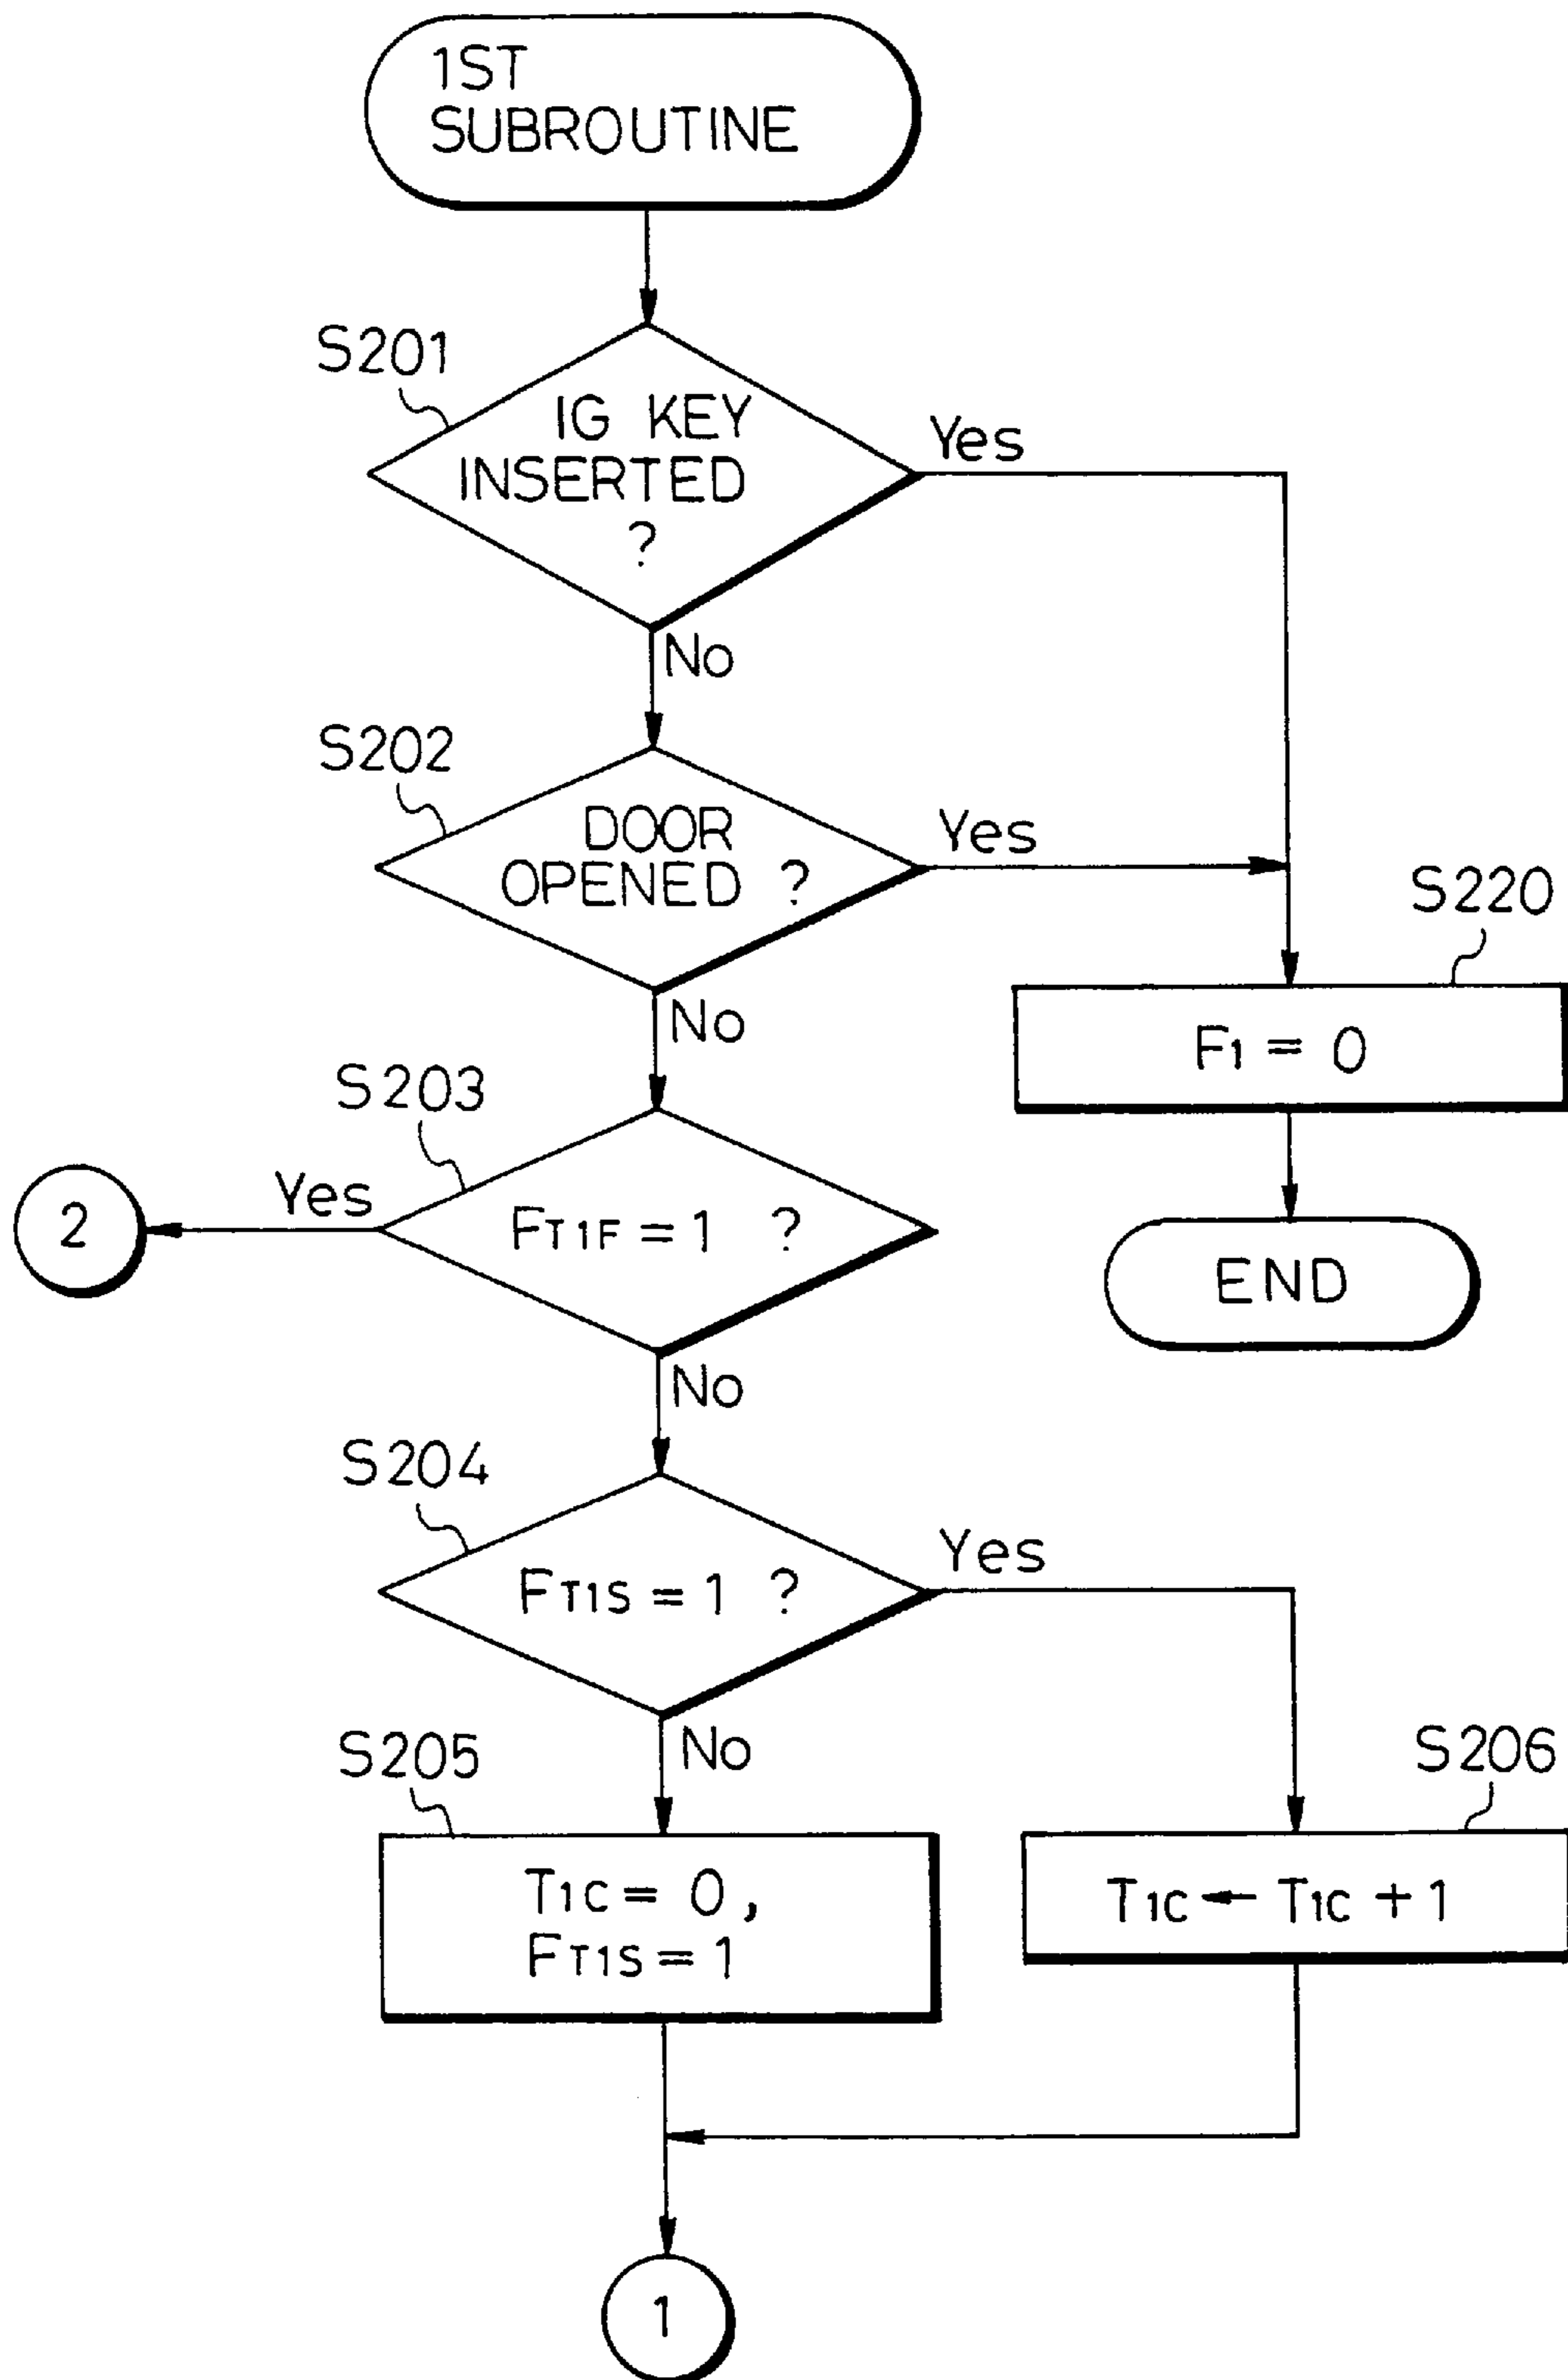 1ST
SUBROUTINE
S201
IG KEY
INSERTED
?
Yes
No
S202
DOOR
OPENED ?
Yes
No
S220
F1 = 0
END
S203
FT1F = 1 ?
Yes
2
No
S204
FT1S = 1 ?
Yes
No
S205
T1C = 0,
FT1S = 1
S206
T1C ← T1C + 1
1